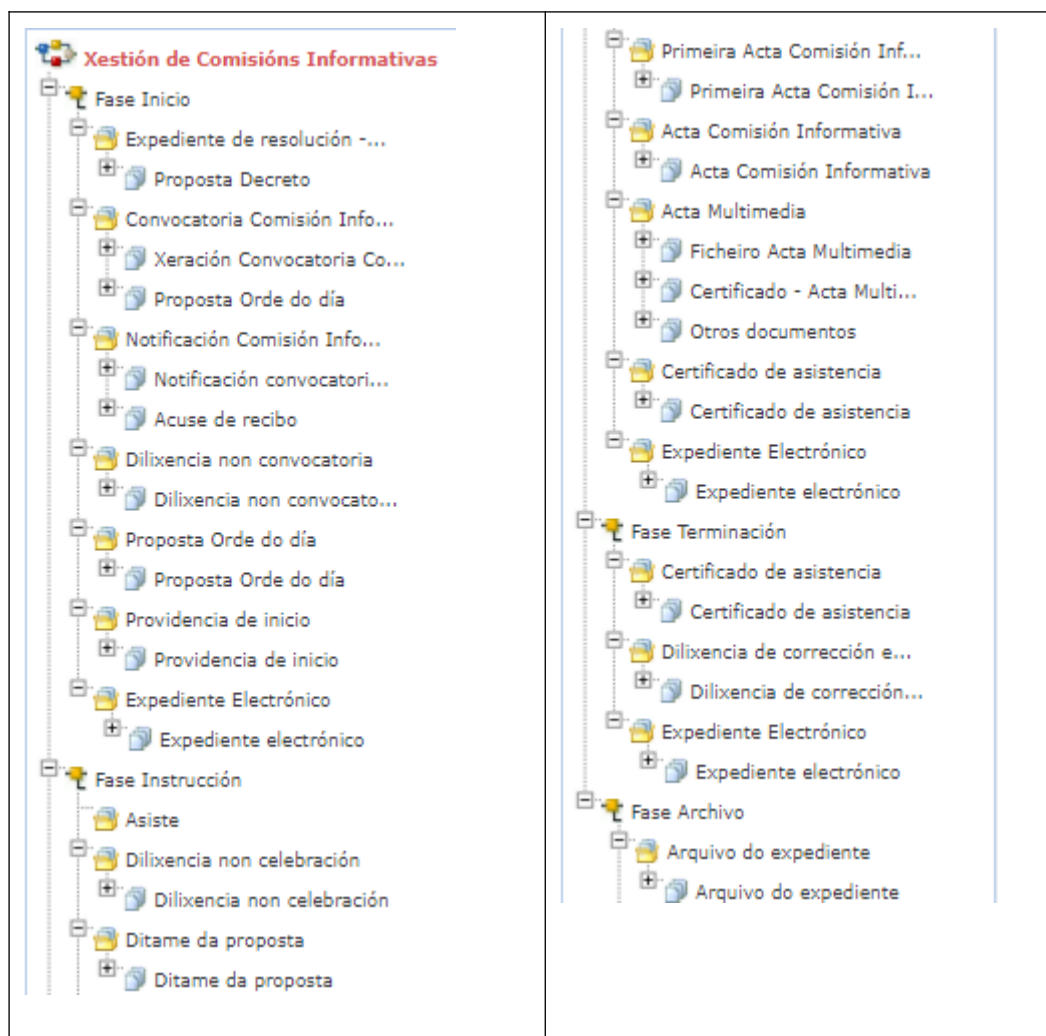 Xestión de Comisións Informativas
Fase Inicio
Expediente de resolución -...
Proposta Decreto
Convocatoria Comisión Info...
Xeración Convocatoria Co...
Proposta Orde do día
Notificación Comisión Info...
Notificación convocatori...
Acuse de recibo
Dilixencia non convocatoria
Dilixencia non convocato...
Proposta Orde do día
Proposta Orde do día
Providencia de inicio
Providencia de inicio
Expediente Electrónico
Expediente electrónico
Fase Instrucción
Asiste
Dilixencia non celebración
Dilixencia non celebración
Ditame da proposta
Ditame da proposta
Primeira Acta Comisión Inf...
Primeira Acta Comisión I...
Acta Comisión Informativa
Acta Comisión Informativa
Acta Multimedia
Ficheiro Acta Multimedia
Certificado - Acta Multi...
Otros documentos
Certificado de asistencia
Certificado de asistencia
Expediente Electrónico
Expediente electrónico
Fase Terminación
Certificado de asistencia
Certificado de asistencia
Dilixencia de corrección e...
Dilixencia de corrección...
Expediente Electrónico
Expediente electrónico
Fase Archivo
Arquivo do expediente
Arquivo do expediente